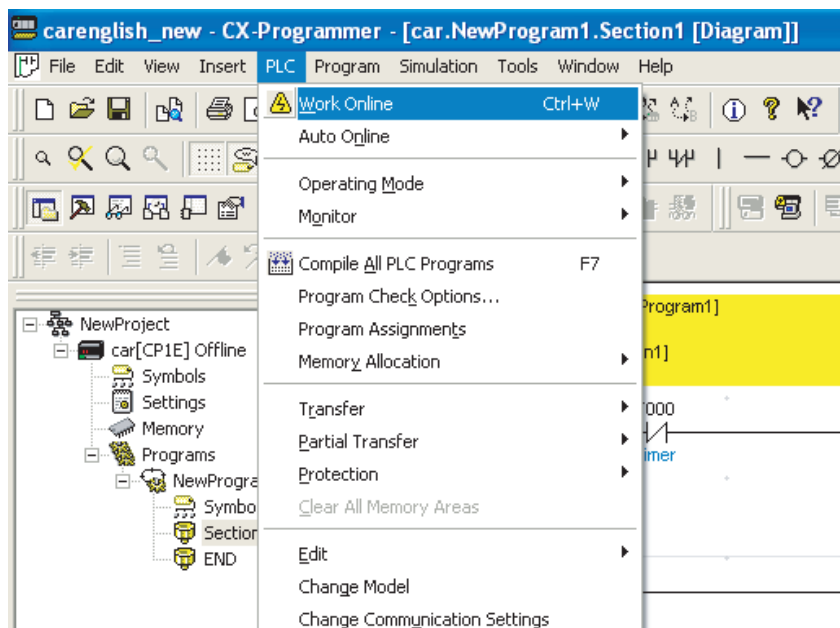 carenglish_new - CX-Programmer - [car.NewProgram1.Section1 [Diagram]]
File Edit View Insert PLC Program Simulation Tools Window Help
Work Online Ctrl+W
Auto Online
Operating Mode
Monitor
Compile All PLC Programs F7
Program Check Options...
Program Assignments
Memory Allocation
Transfer
Partial Transfer
Protection
Clear All Memory Areas
Edit
Change Model
Change Communication Settings
NewProject
car[CP1E] Offline
Symbols
Settings
Memory
Programs
NewProgra
Symbo
Section
END
Program1]
n1]
000
imer